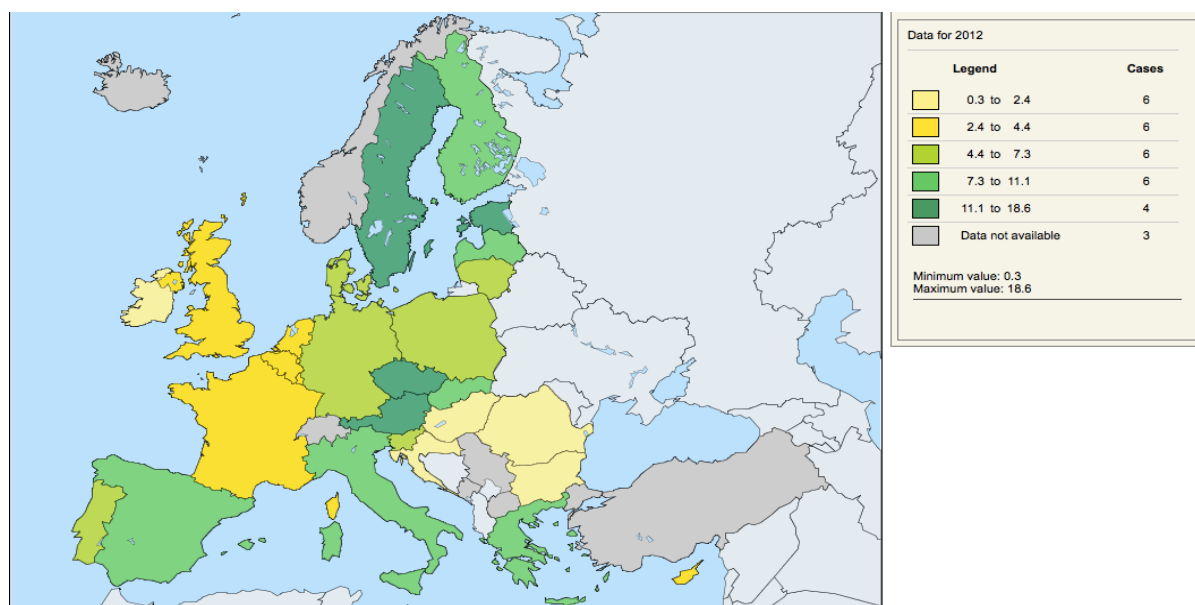 Data for 2012
Legend Cases
0.3 to 2.4 6
2.4 to 4.4 6
4.4 to 7.3 6
7.3 to 11.1 6
11.1 to 18.6 4
Data not available 3
Minimum value: 0.3
Maximum value: 18.6